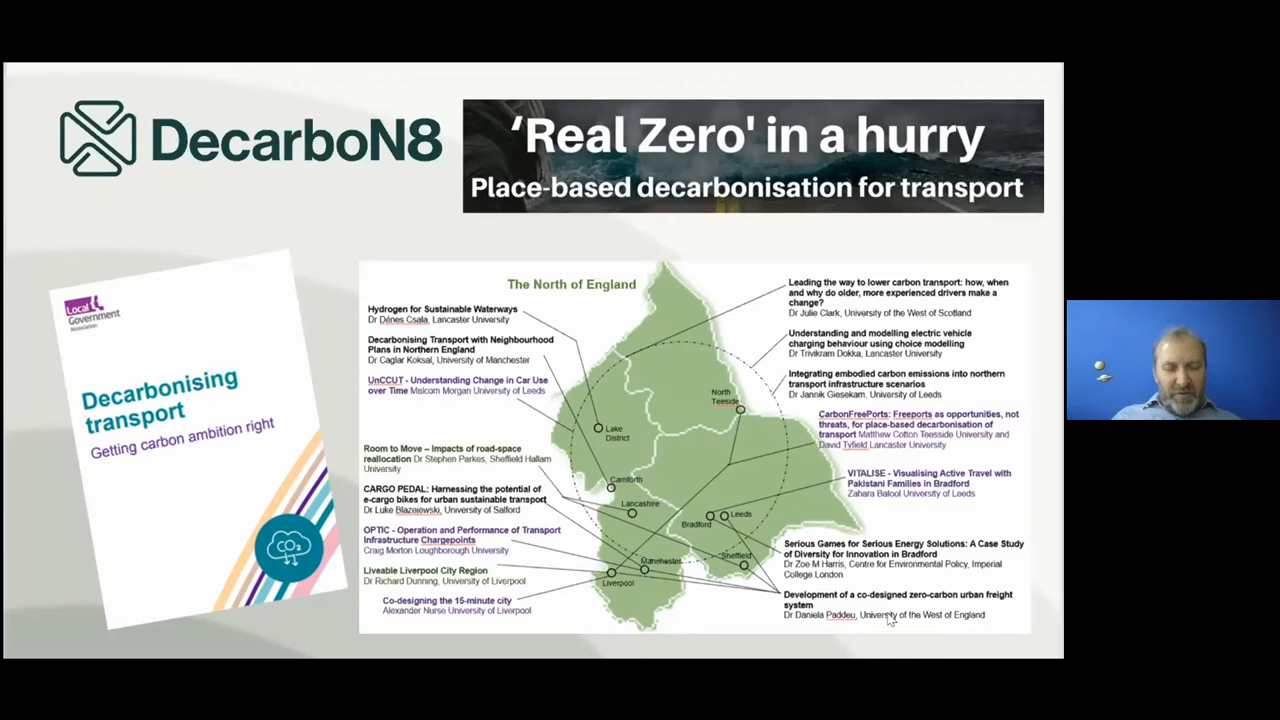 DecarboN8
'Real Zero' in a hurry
Place-based decarbonisation for transport
Local
Government
Association
Decarbonising
transport
Getting carbon ambition right
CO2
The North of England
Hydrogen for Sustainable Waterways
Dr Dénes Csala, Lancaster University
Decarbonising Transport with Neighbourhood
Plans in Northern England
Dr Caglar Koksal, University of Manchester
UnCCUT - Understanding Change in Car Use
over Time Malcom Morgan University of Leeds
Room to Move – Impacts of road-space
reallocation Dr Stephen Parkes, Sheffield Hallam
University
CARGO PEDAL: Harnessing the potential of
e-cargo bikes for urban sustainable transport
Dr Luke Blazejewski, University of Salford
OPTIC - Operation and Performance of Transport
Infrastructure Chargepoints
Craig Morton Loughborough University
Liveable Liverpool City Region
Dr Richard Dunning, University of Liverpool
Co-designing the 15-minute city
Alexander Nurse University of Liverpool
North
Teeside
Lake
District
Carnforth
Lancashire
Bradford
Leeds
Manchester
Sheffield
Liverpool
Leading the way to lower carbon transport: how, when
and why do older, more experienced drivers make a
change?
Dr Julie Clark, University of the West of Scotland
Understanding and modelling electric vehicle
charging behaviour using choice modelling
Dr Trivikram Dokka, Lancaster University
Integrating embodied carbon emissions into northern
transport infrastructure scenarios
Dr Jannik Giesekam, University of Leeds
CarbonFreePorts: Freeports as opportunities, not
threats, for place-based decarbonisation of
transport Matthew Cotton Teesside University and
David Tyfield Lancaster University
VITALISE - Visualising Active Travel with
Pakistani Families in Bradford
Zahara Batool University of Leeds
Serious Games for Serious Energy Solutions: A Case Study
of Diversity for Innovation in Bradford
Dr Zoe M Harris, Centre for Environmental Policy, Imperial
College London
Development of a co-designed zero-carbon urban freight
system
Dr Daniela Paddeu, University of the West of England